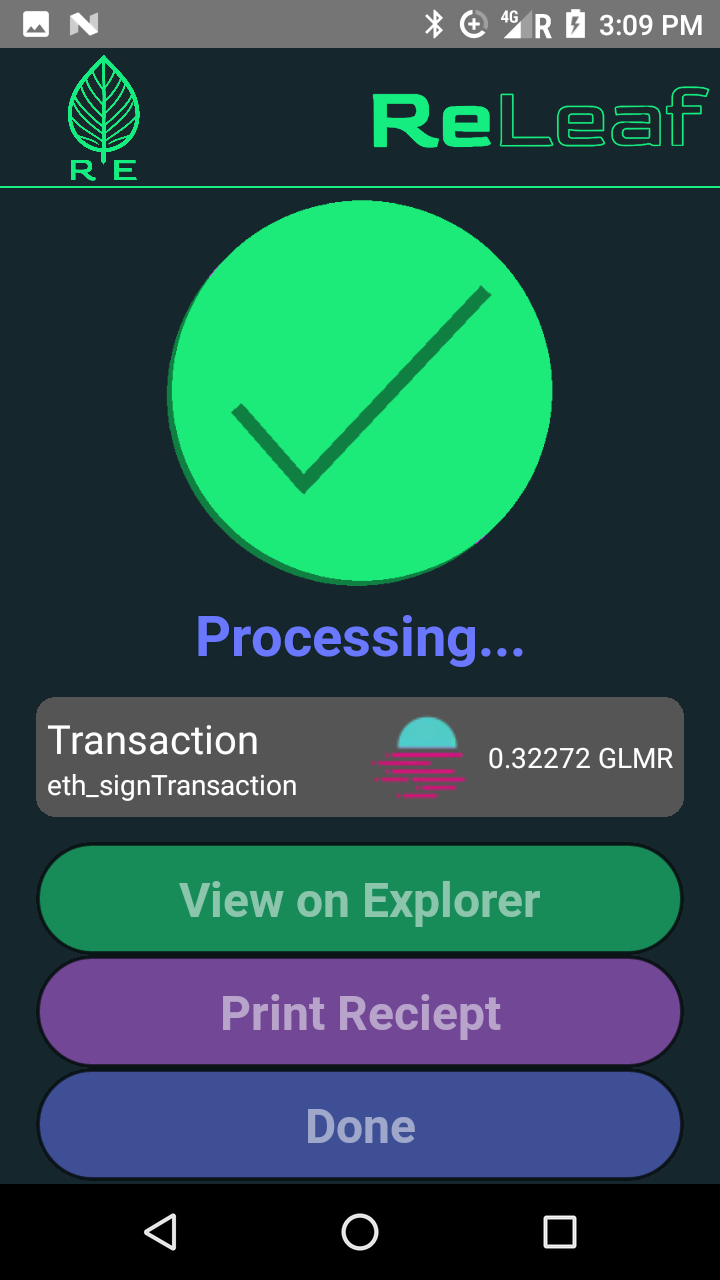 4G R 3:09 PM
R E
ReLeaf
Processing...
Transaction
eth_signTransaction
0.32272 GLMR
View on Explorer
Print Reciept
Done